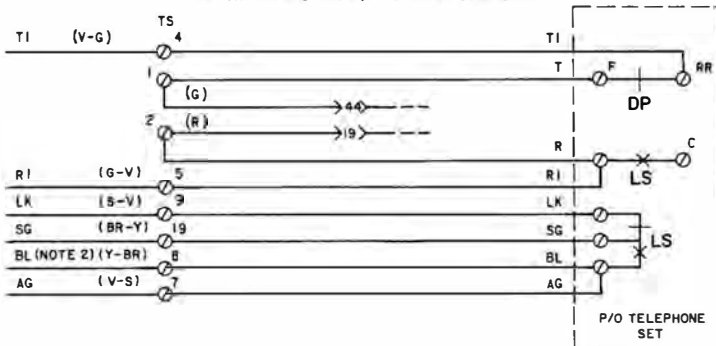 TS
TI (V-G) 4 TI
1 T F RR
(G) 44 DP
2 (R) 19
R C
RI (G-V) 5 RI LS
LK (S-V) 9 LK
SG (BR-Y) 19 SG LS
BL (NOTE 2) (Y-BR) 8 BL
AG (V-S) 7 AG
P/O TELEPHONE
SET